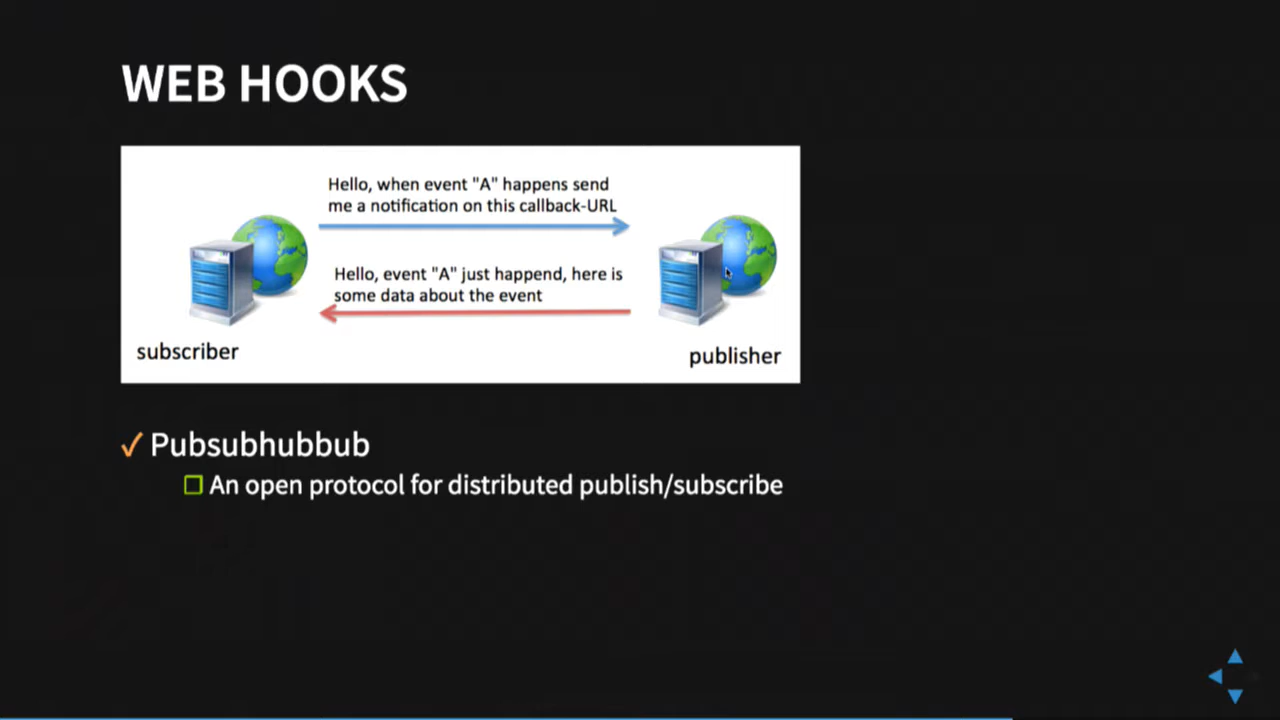 WEB HOOKS
Hello, when event "A" happens send
me a notification on this callback-URL
Hello, event "A" just happend, here is
some data about the event
subscriber
publisher
✓ Pubsubhubbub
An open protocol for distributed publish/subscribe